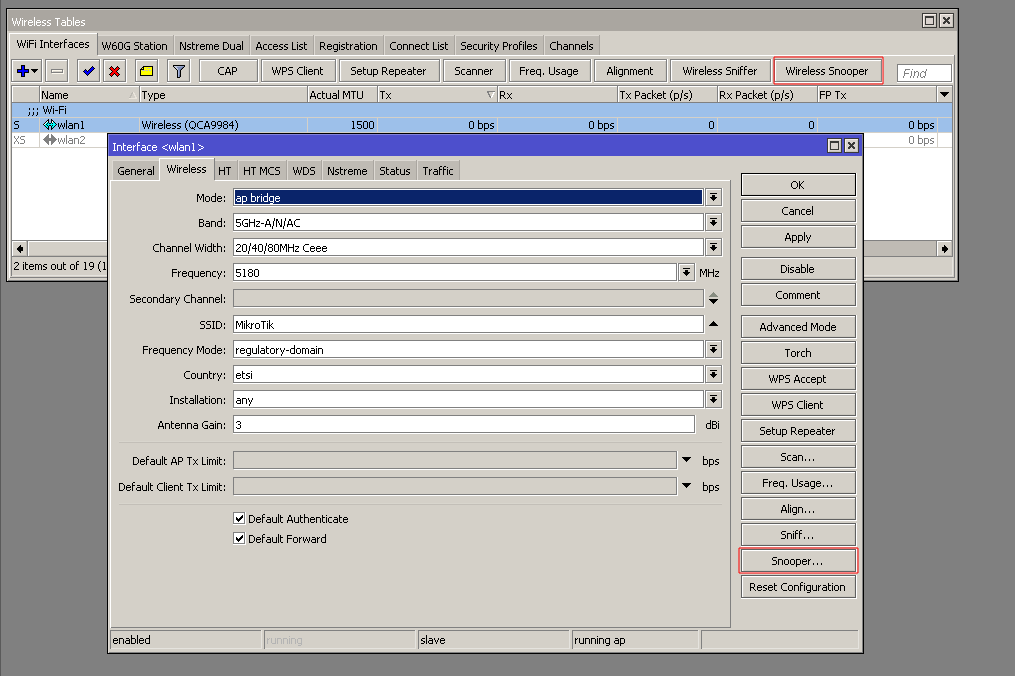 Wireless Tables
WiFi Interfaces W60G Station Nstreme Dual Access List Registration Connect List Security Profiles Channels
CAP WPS Client Setup Repeater Scanner Freq. Usage Alignment Wireless Sniffer Wireless Snooper Find
Name Type Actual MTU Tx Rx Tx Packet (p/s) Rx Packet (p/s) FP Tx
;;; Wi-Fi
S wlan1 Wireless (QCA9984) 1500 0 bps 0 bps 0 0 0 bps
XS wlan2 0 bps
2 items out of 19 (1
Interface <wlan1>
General Wireless HT HT MCS WDS Nstreme Status Traffic
Mode: ap bridge
Band: 5GHz-A/N/AC
Channel Width: 20/40/80MHz Ceee
Frequency: 5180 MHz
Secondary Channel:
SSID: MikroTik
Frequency Mode: regulatory-domain
Country: etsi
Installation: any
Antenna Gain: 3 dBi
Default AP Tx Limit: bps
Default Client Tx Limit: bps
Default Authenticate
Default Forward
OK
Cancel
Apply
Disable
Comment
Advanced Mode
Torch
WPS Accept
WPS Client
Setup Repeater
Scan...
Freq. Usage...
Align...
Sniff...
Snooper...
Reset Configuration
enabled running slave running ap